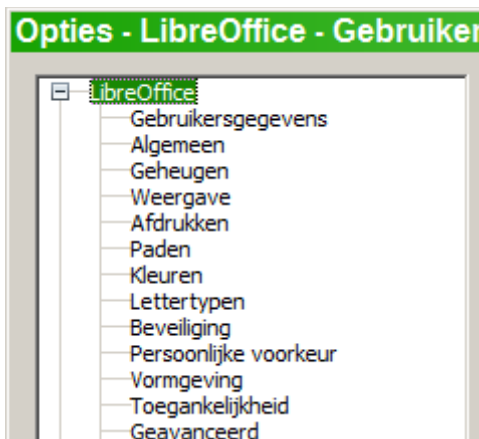 Opties - LibreOffice - Gebruiker
LibreOffice
Gebruikersgegevens
Algemeen
Geheugen
Weergave
Afdrukken
Paden
Kleuren
Lettertypen
Beveiliging
Persoonlijke voorkeur
Vormgeving
Toegankelijkheid
Geavanceerd